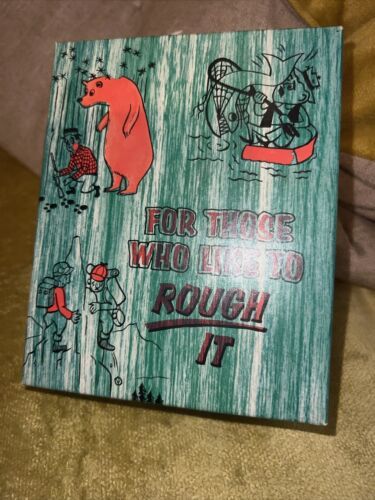 FOR THOSE
WHO LIKE TO
ROUGH
IT